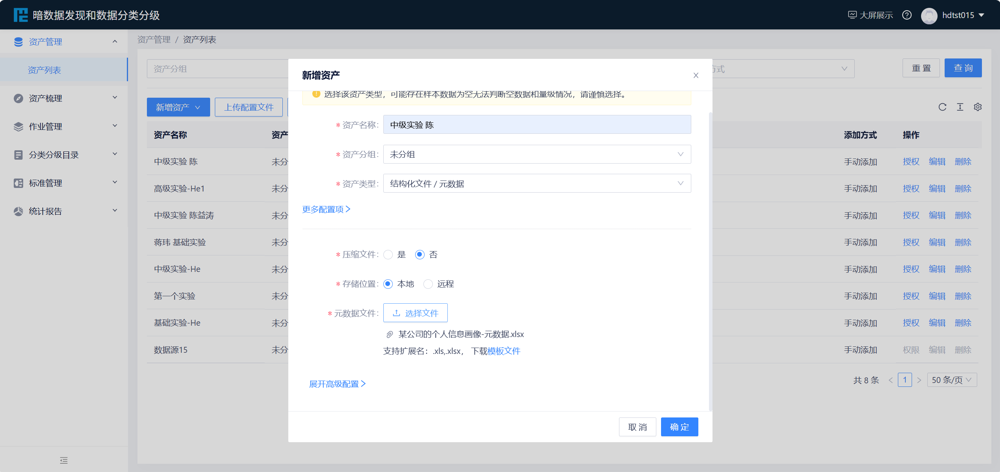 暗数据发现和数据分类分级
大屏展示
hdtst015
资产管理
资产列表
资产梳理
作业管理
分类分级目录
标准管理
统计报告
资产管理 / 资产列表
资产分组
方式
重 置
查 询
新增资产
上传配置文件
资产名称
资产
添加方式
操作
中级实验 陈
未分
手动添加
授权 编辑 删除
高级实验-He1
未分
手动添加
授权 编辑 删除
中级实验 陈益涛
未分
手动添加
授权 编辑 删除
蒋玮 基础实验
未分
手动添加
授权 编辑 删除
中级实验-He
未分
手动添加
授权 编辑 删除
第一个实验
未分
手动添加
授权 编辑 删除
基础实验-He
未分
手动添加
授权 编辑 删除
数据源15
未分
手动添加
权限 编辑 删除
共 8 条
1
50 条/页
新增资产
选择该资产类型，可能存在样本数据为空无法判断空数据和量级情况，请谨慎选择。
* 资产名称: 中级实验 陈
* 资产分组: 未分组
* 资产类型: 结构化文件 / 元数据
更多配置项
* 压缩文件: 是 否
* 存储位置: 本地 远程
* 元数据文件: 选择文件
某公司的个人信息画像-元数据.xlsx
支持扩展名：.xls,.xlsx， 下载模板文件
展开高级配置
取 消
确 定